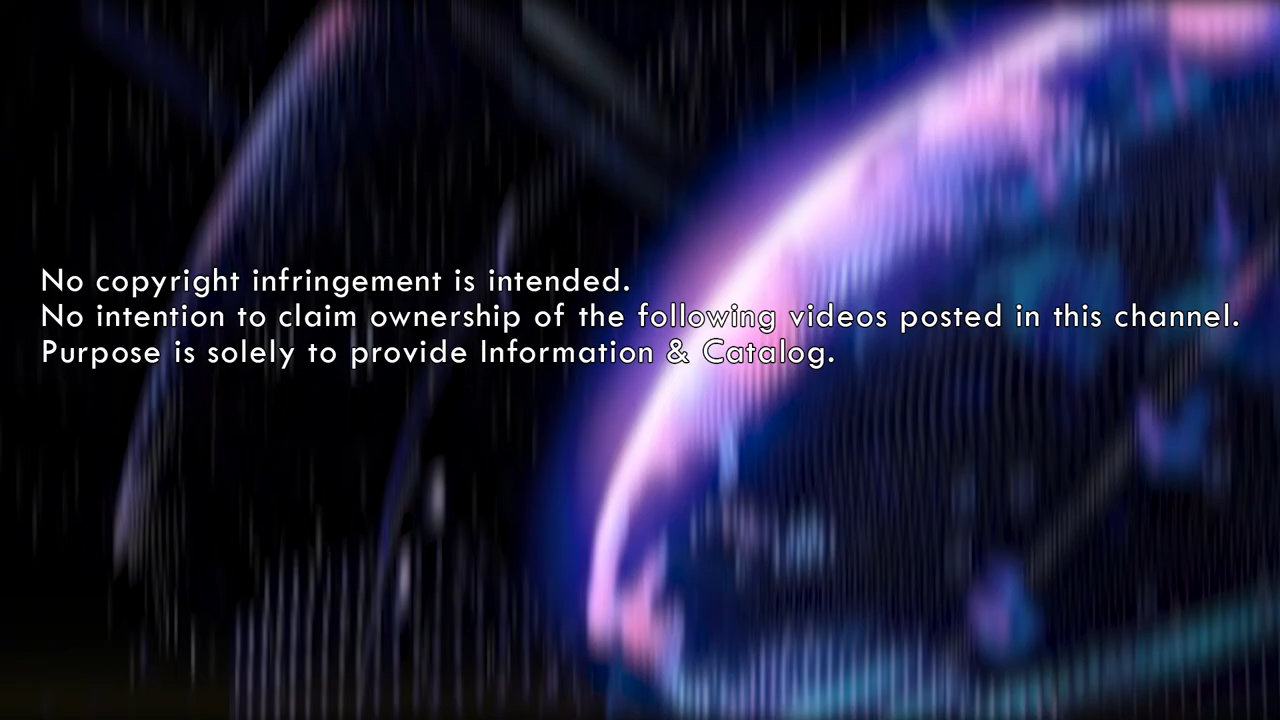 No copyright infringement is intended.
No intention to claim ownership of the following videos posted in this channel.
Purpose is solely to provide Information & Catalog.